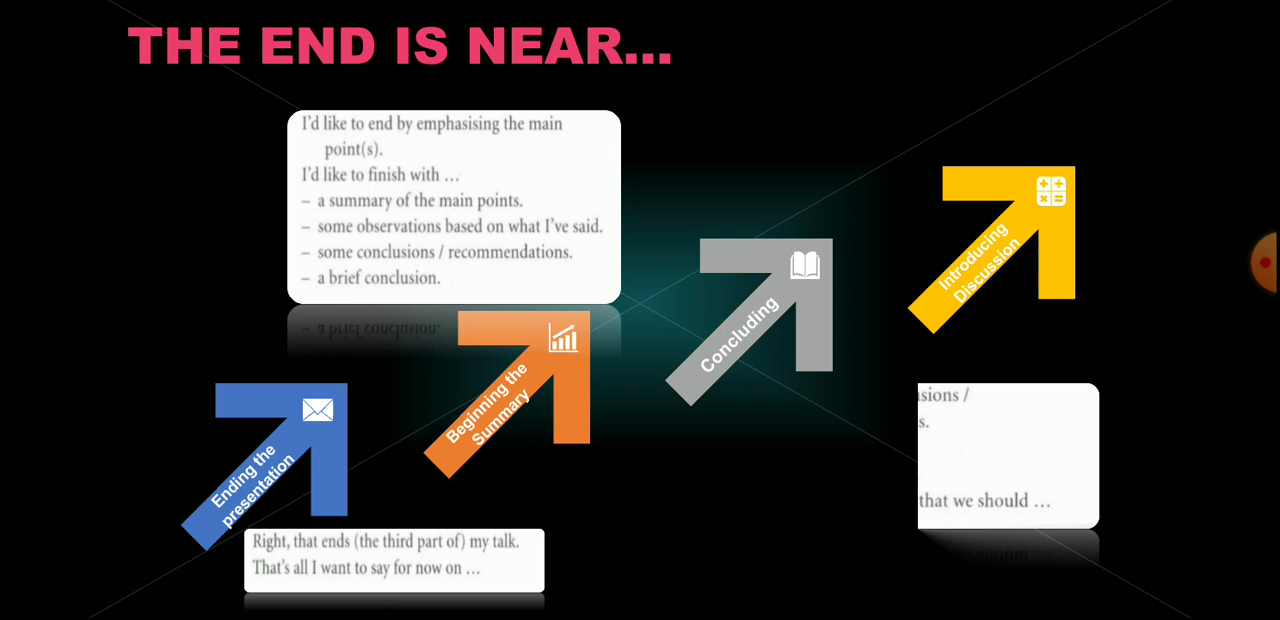 THE END IS NEAR...
I'd like to end by emphasising the main
point(s).
I'd like to finish with …
– a summary of the main points.
– some observations based on what I've said.
– some conclusions / recommendations.
– a brief conclusion.
Ending the
presentation
Right, that ends (the third part of) my talk.
That's all I want to say for now on …
Beginning the
Summary
Concluding
Introducing
Discussion
sions /
s.
that we should …